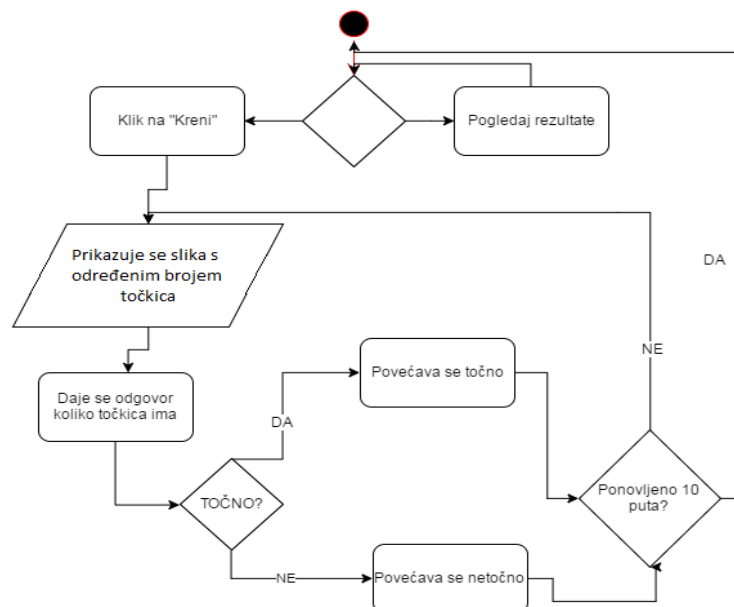 Klik na "Kreni"
Pogledaj rezultate
Prikazuje se slika s
određenim brojem
točkica
DA
NE
Daje se odgovor
koliko točkica ima
Povećava se točno
DA
TOČNO?
Ponovljeno 10
puta?
NE
Povećava se netočno